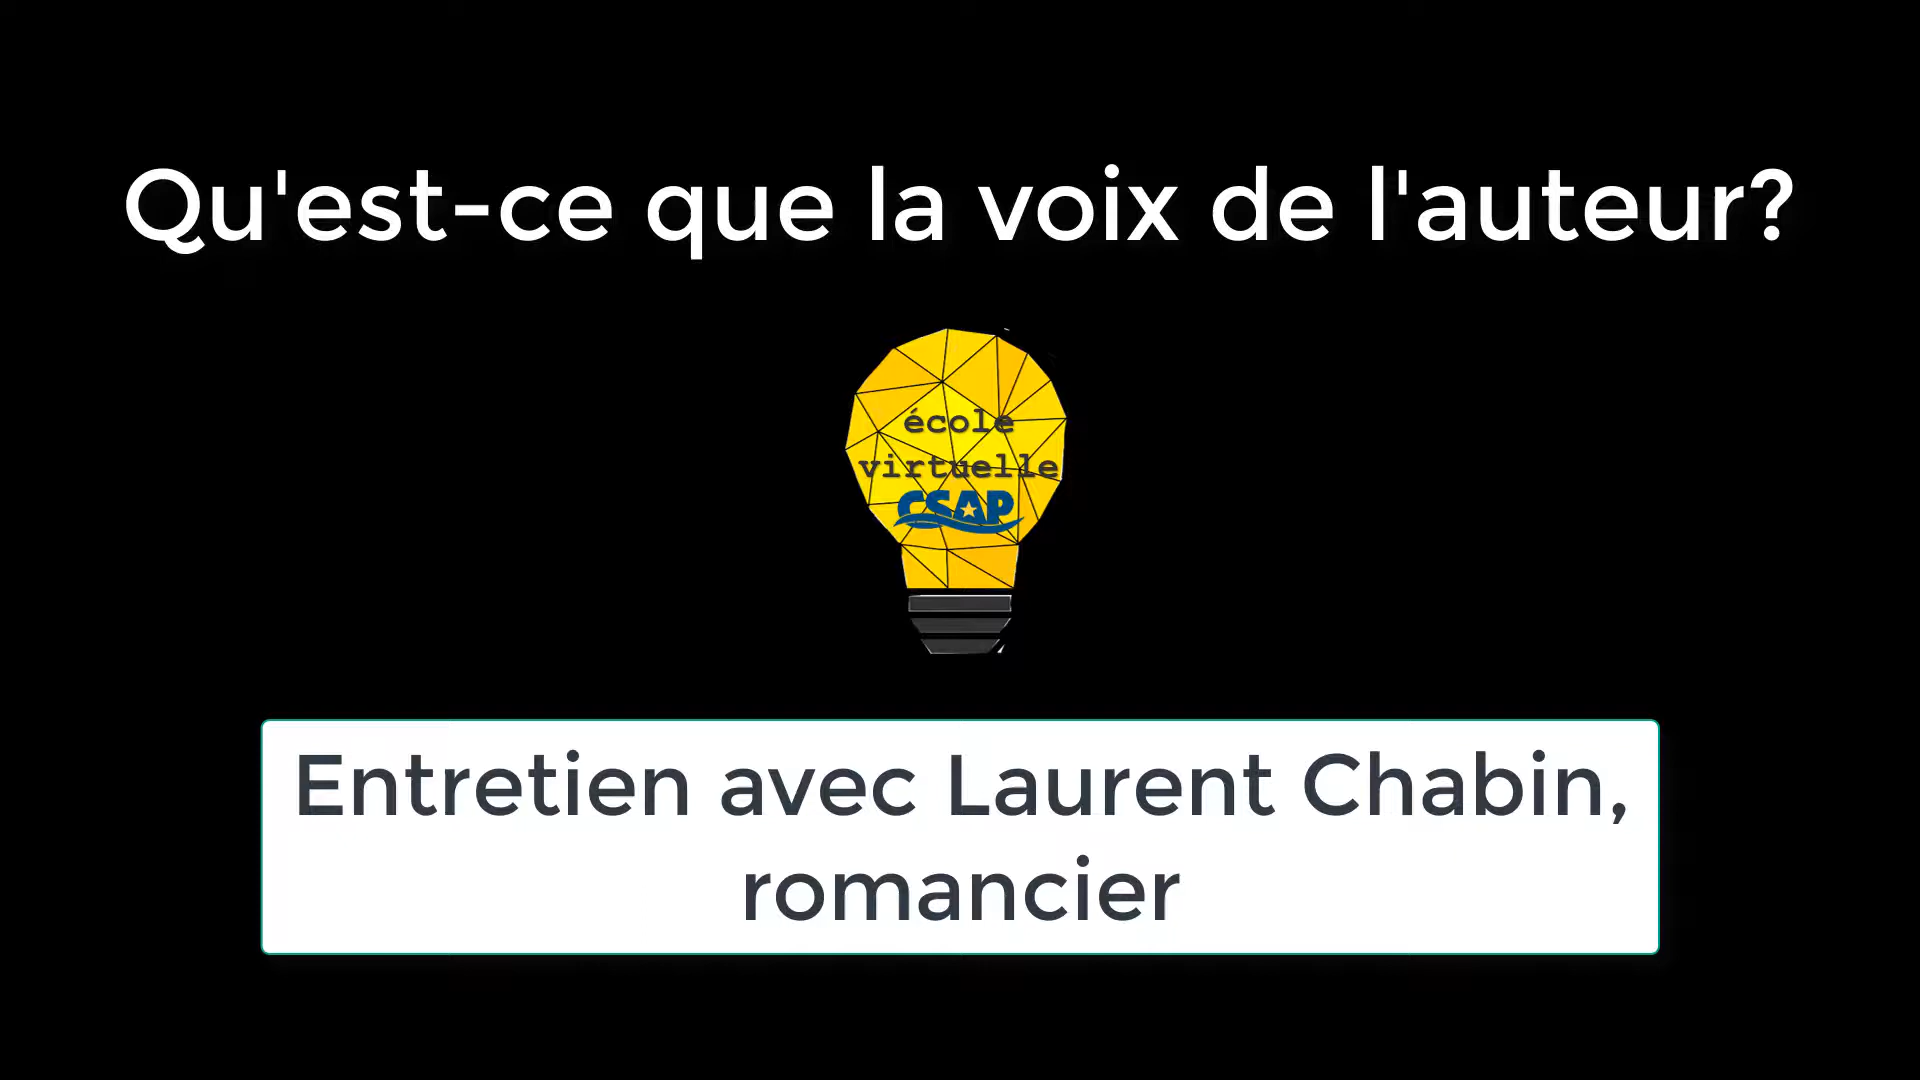 Qu'est-ce que la voix de l'auteur?
école
virtuelle
CSAP
Entretien avec Laurent Chabin,
romancier